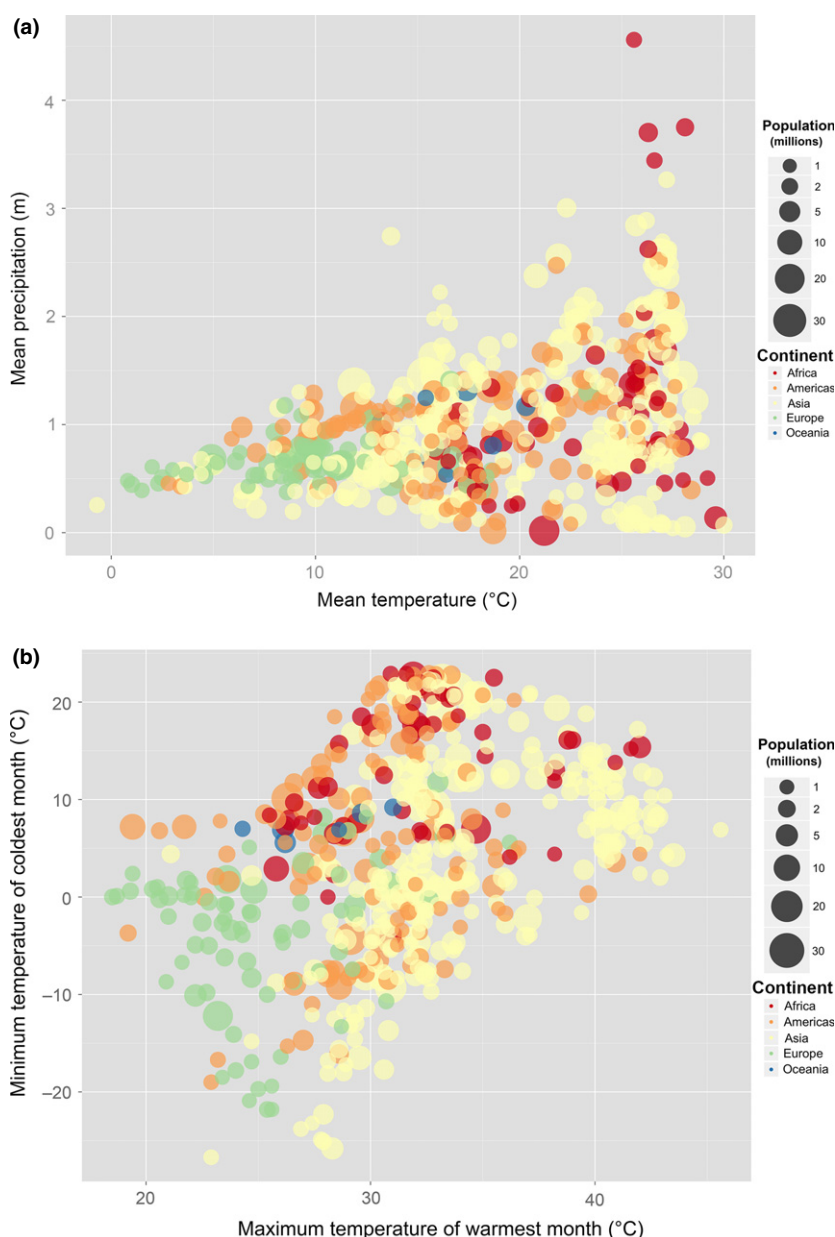 (a)
Mean precipitation (m)
4
3
2
1
0
0 10 20 30
Mean temperature (°C)
Population
(millions)
1
2
5
10
20
30
Continent
Africa
Americas
Asia
Europe
Oceania
(b)
Minimum temperature of coldest month (°C)
20
10
0
−10
−20
20 30 40
Maximum temperature of warmest month (°C)
Population
(millions)
1
2
5
10
20
30
Continent
Africa
Americas
Asia
Europe
Oceania